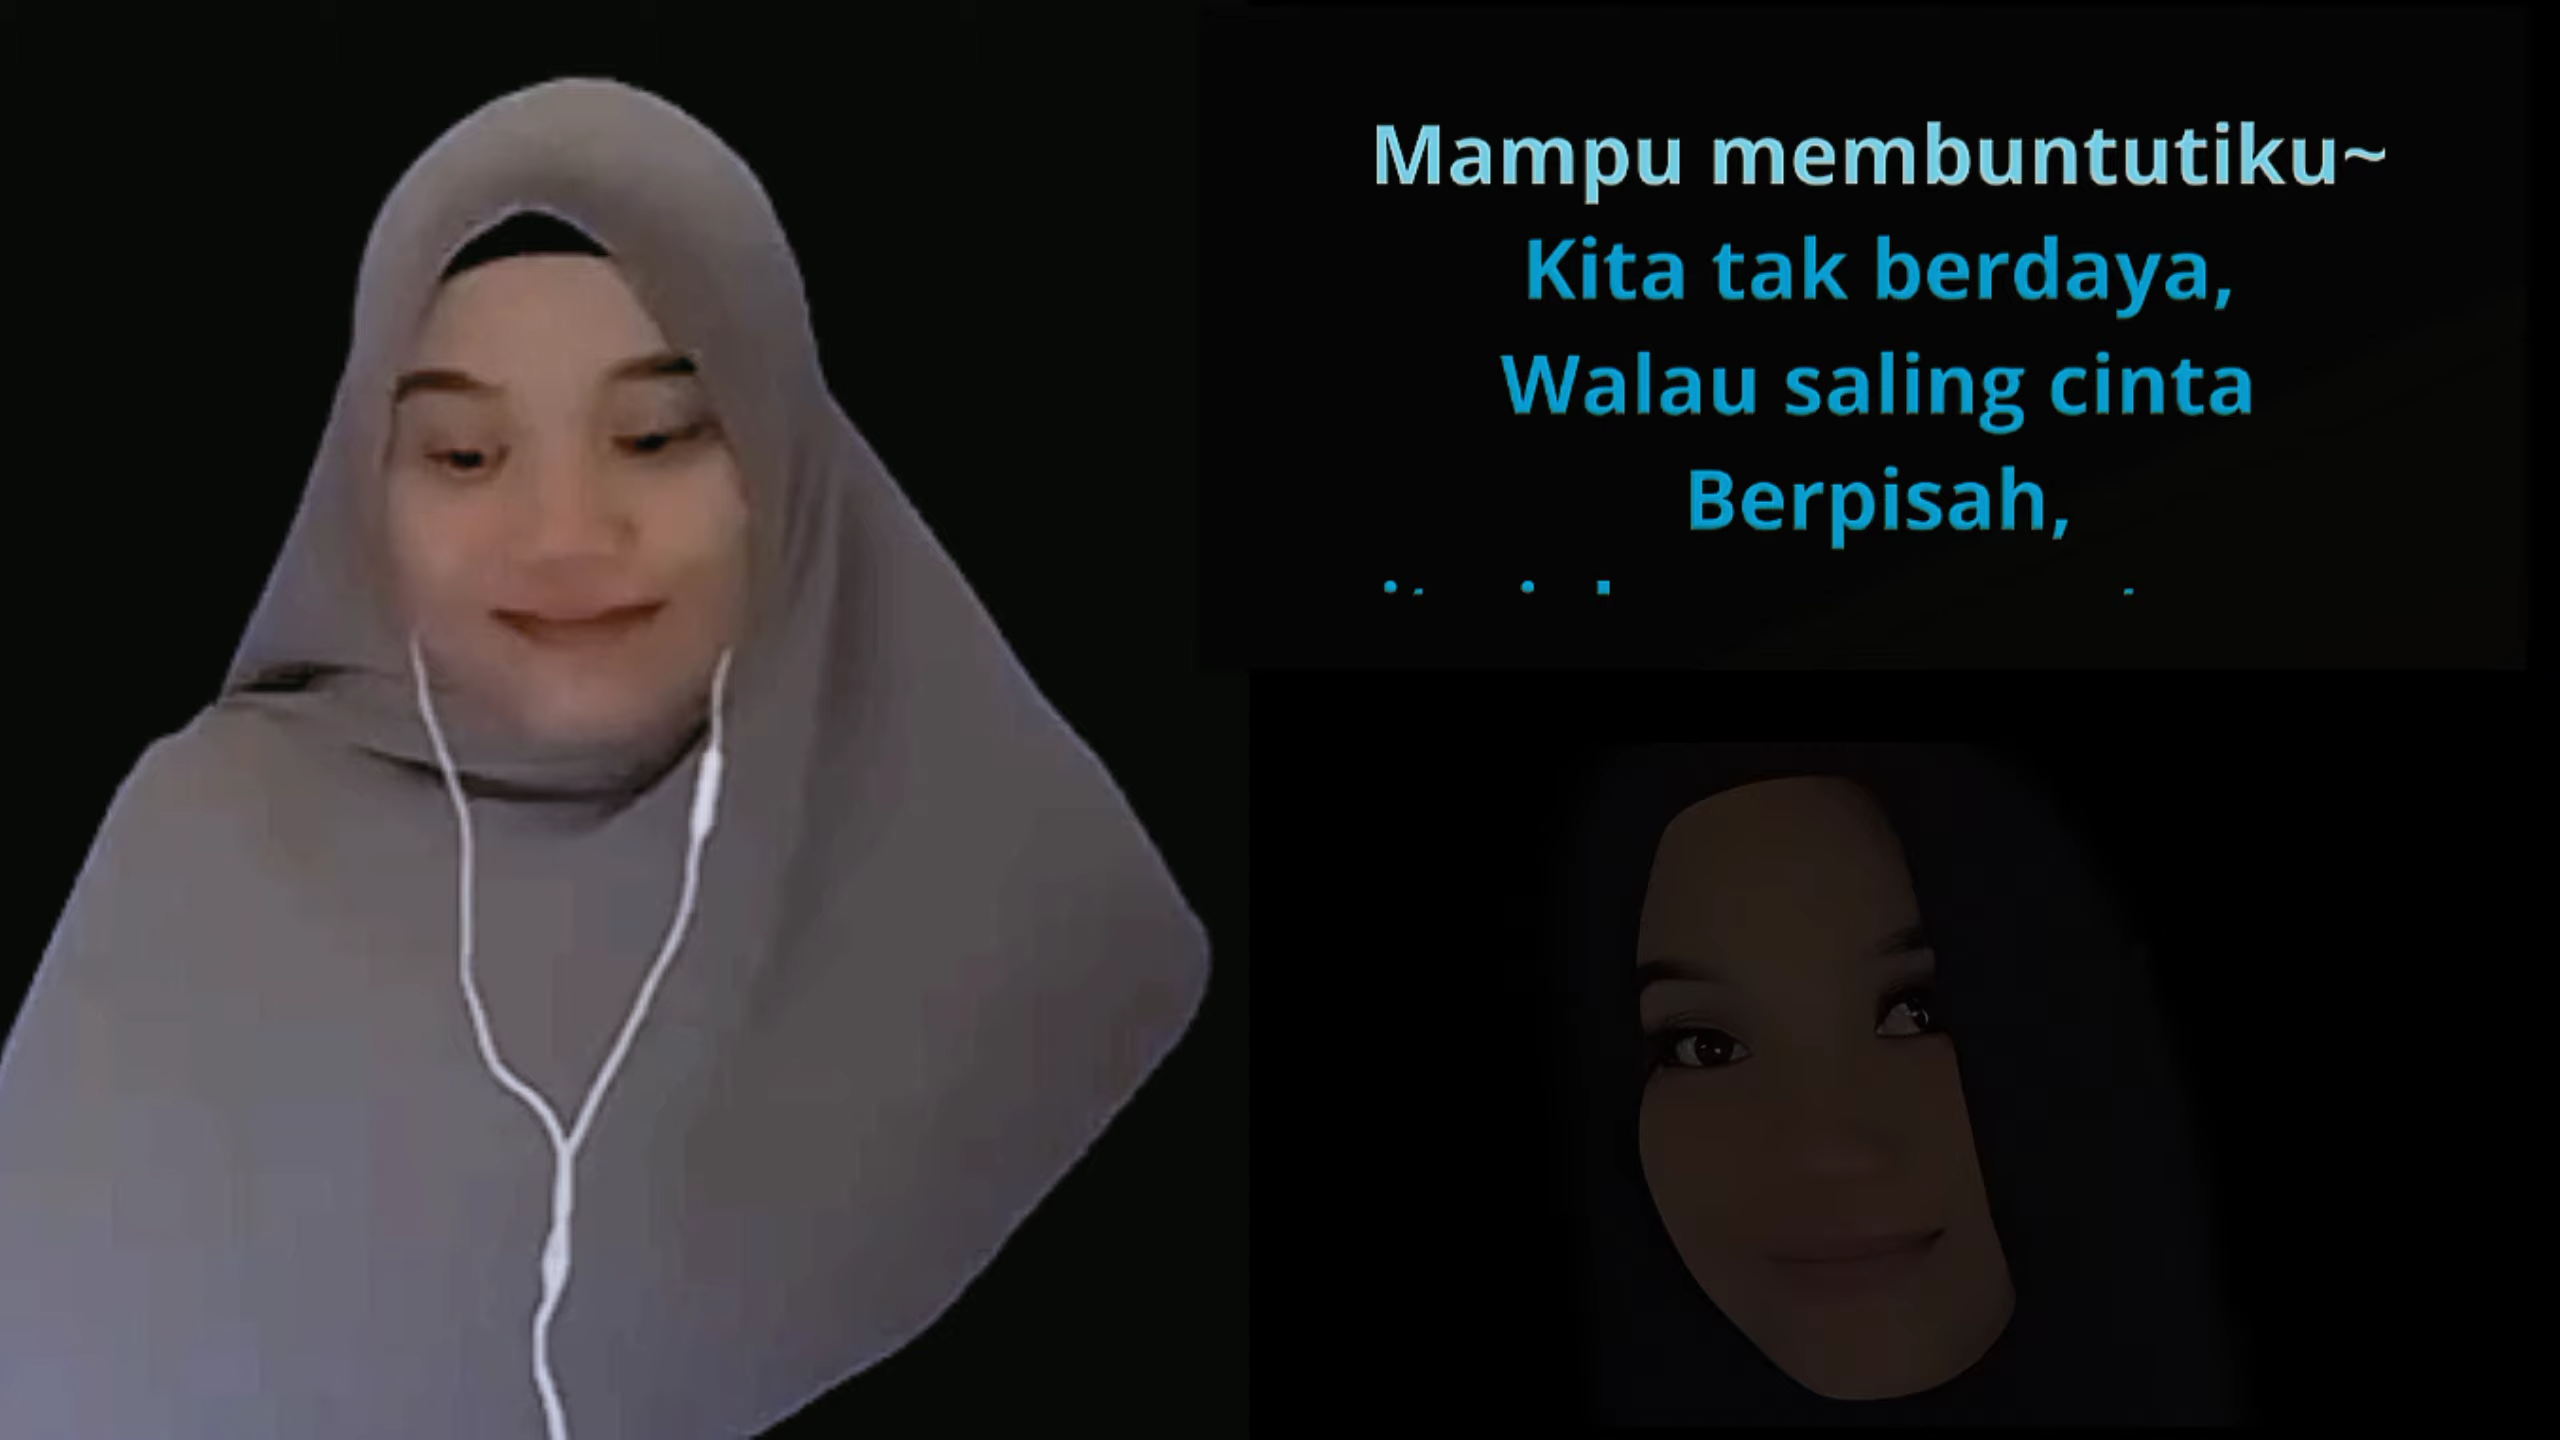 Mampu membuntutiku~
Kita tak berdaya,
Walau saling cinta
Berpisah,